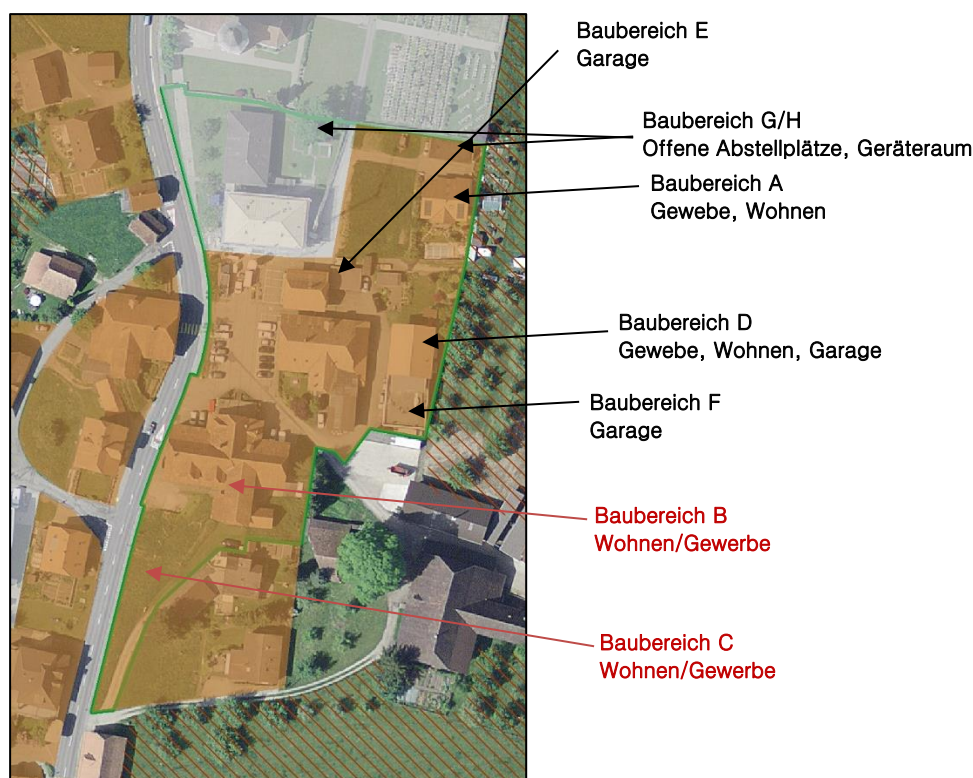 Baubereich E
Garage
Baubereich G/H
Offene Abstellplätze, Geräteraum
Baubereich A
Gewebe, Wohnen
Baubereich D
Gewebe, Wohnen, Garage
Baubereich F
Garage
Baubereich B
Wohnen/Gewerbe
Baubereich C
Wohnen/Gewerbe